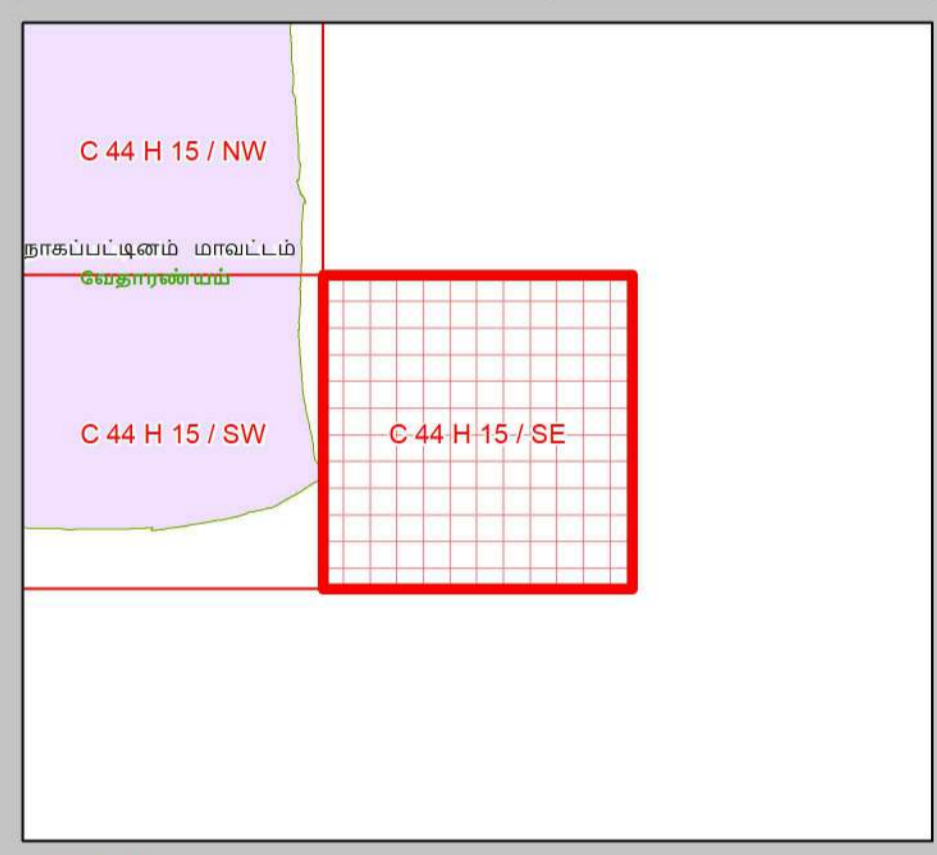 C 44 H 15 / NW
நாகப்பட்டினம் மாவட்டம்
வேதாரண்யம்
C 44 H 15 / SW
C 44 H 15 / SE